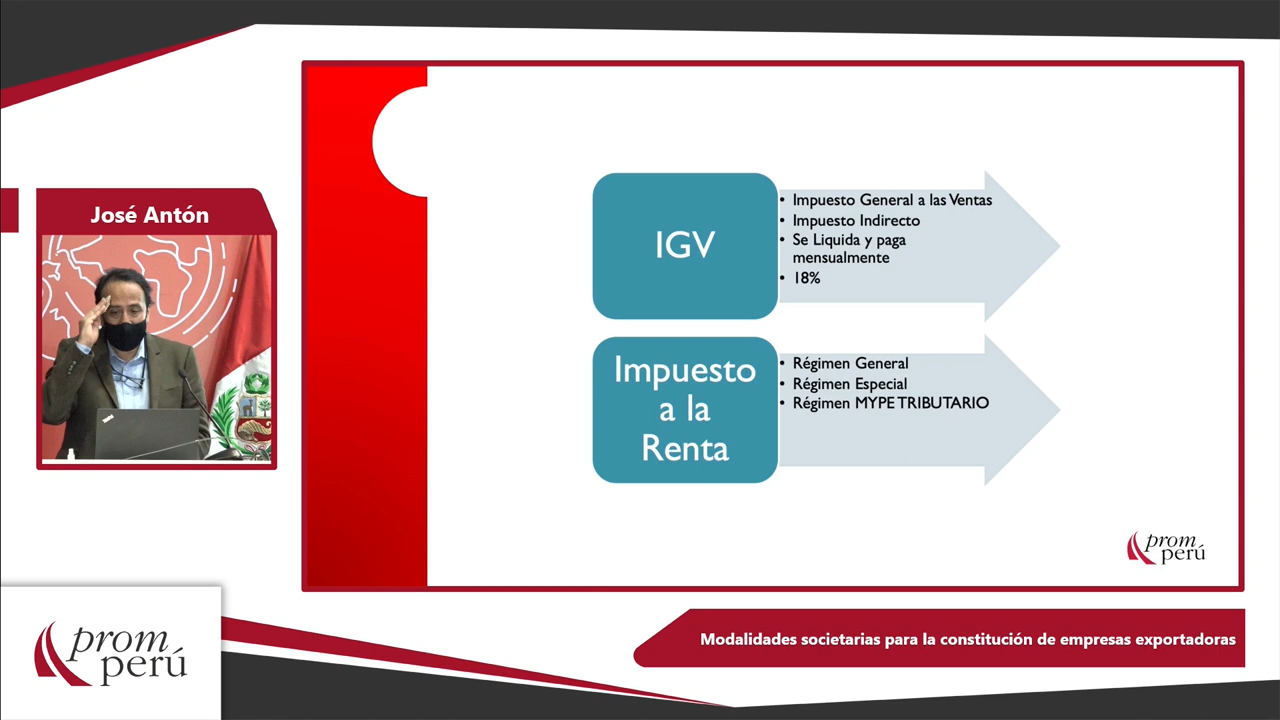 José Antón
IGV
• Impuesto General a las Ventas
• Impuesto Indirecto
• Se Liquida y paga
mensualmente
• 18%
Impuesto
a la
Renta
• Régimen General
• Régimen Especial
• Régimen MYPE TRIBUTARIO
prom
perú
Modalidades societarias para la constitución de empresas exportadoras
prom
perú